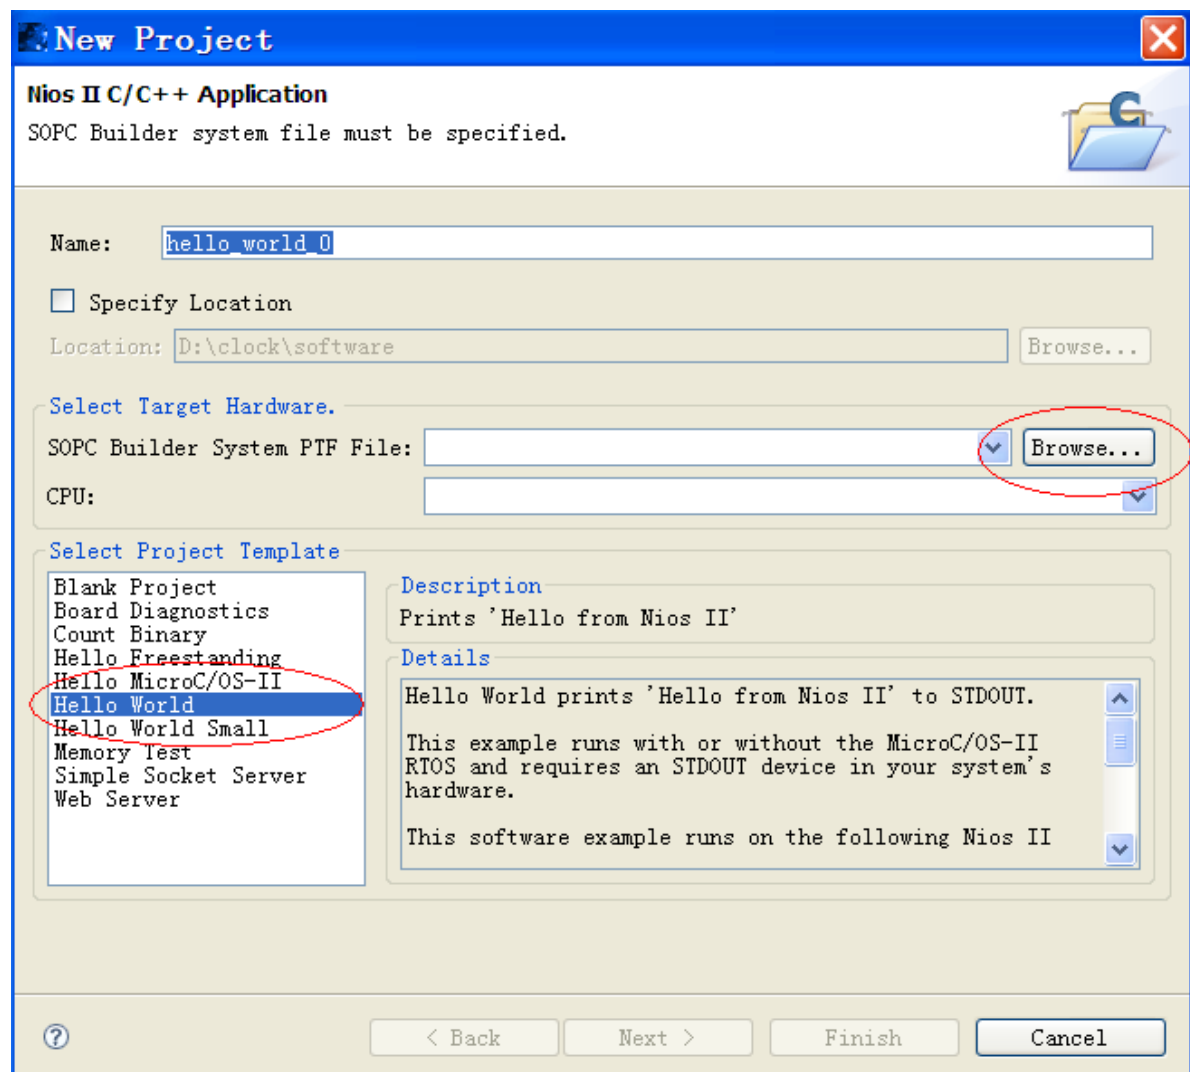 New Project
Nios II C/C++ Application
SOPC Builder system file must be specified.
Name: hello_world_0
Specify Location
Location: D:\clock\software Browse...
Select Target Hardware.
SOPC Builder System PTF File: Browse...
CPU:
Select Project Template
Blank Project
Board Diagnostics
Count Binary
Hello Freestanding
Hello MicroC/OS-II
Hello World
Hello World Small
Memory Test
Simple Socket Server
Web Server
Description
Prints 'Hello from Nios II'
Details
Hello World prints 'Hello from Nios II' to STDOUT.
This example runs with or without the MicroC/OS-II
RTOS and requires an STDOUT device in your system's
hardware.
This software example runs on the following Nios II
? < Back Next > Finish Cancel